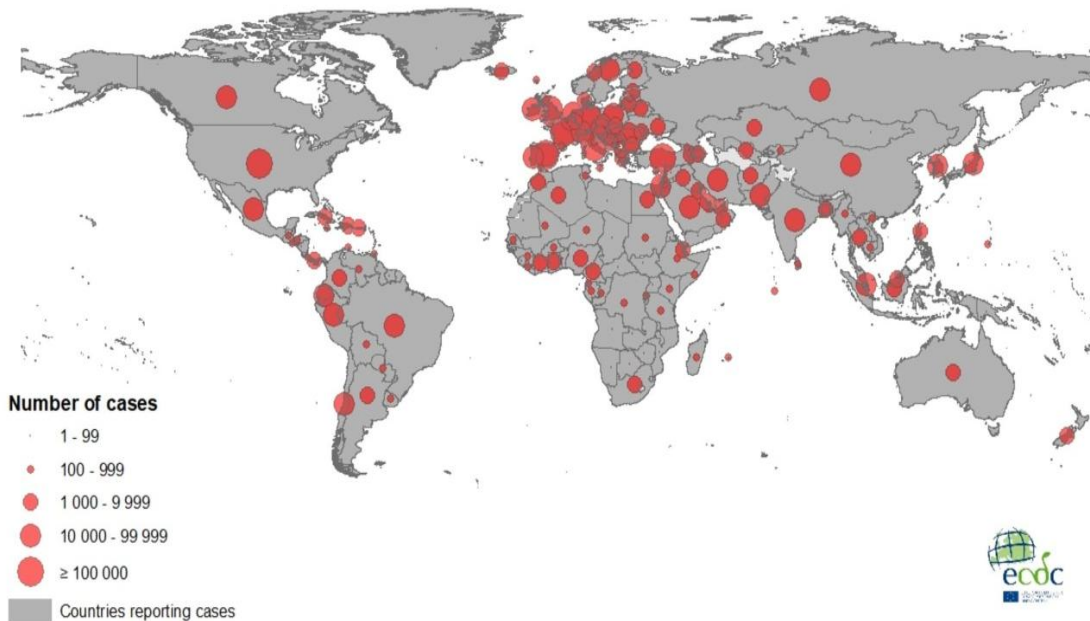 Number of cases
1 - 99
100 - 999
1 000 - 9 999
10 000 - 99 999
≥ 100 000
Countries reporting cases
ecdc